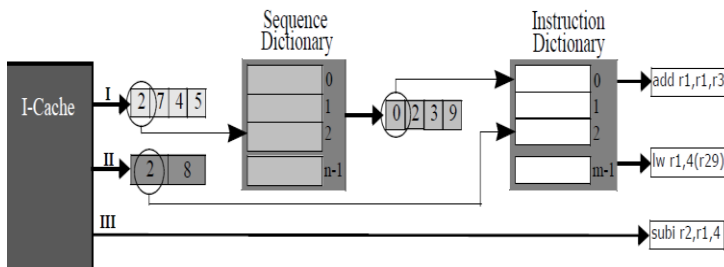 Sequence
Dictionary
Instruction
Dictionary
I-Cache
I
2 7 4 5
0
1
2
n-1
0 2 3 9
0
1
2
m-1
add r1,r1,r3
II
2 8
lw r1,4(r29)
III
subi r2,r1,4